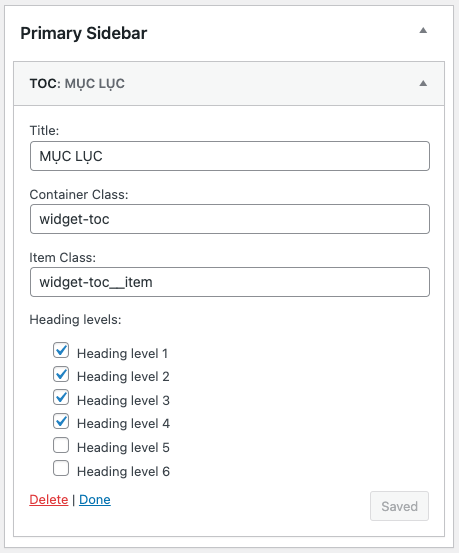 Primary Sidebar
TOC: MỤC LỤC
Title:
MỤC LỤC
Container Class:
widget-toc
Item Class:
widget-toc__item
Heading levels:
Heading level 1
Heading level 2
Heading level 3
Heading level 4
Heading level 5
Heading level 6
Delete | Done
Saved